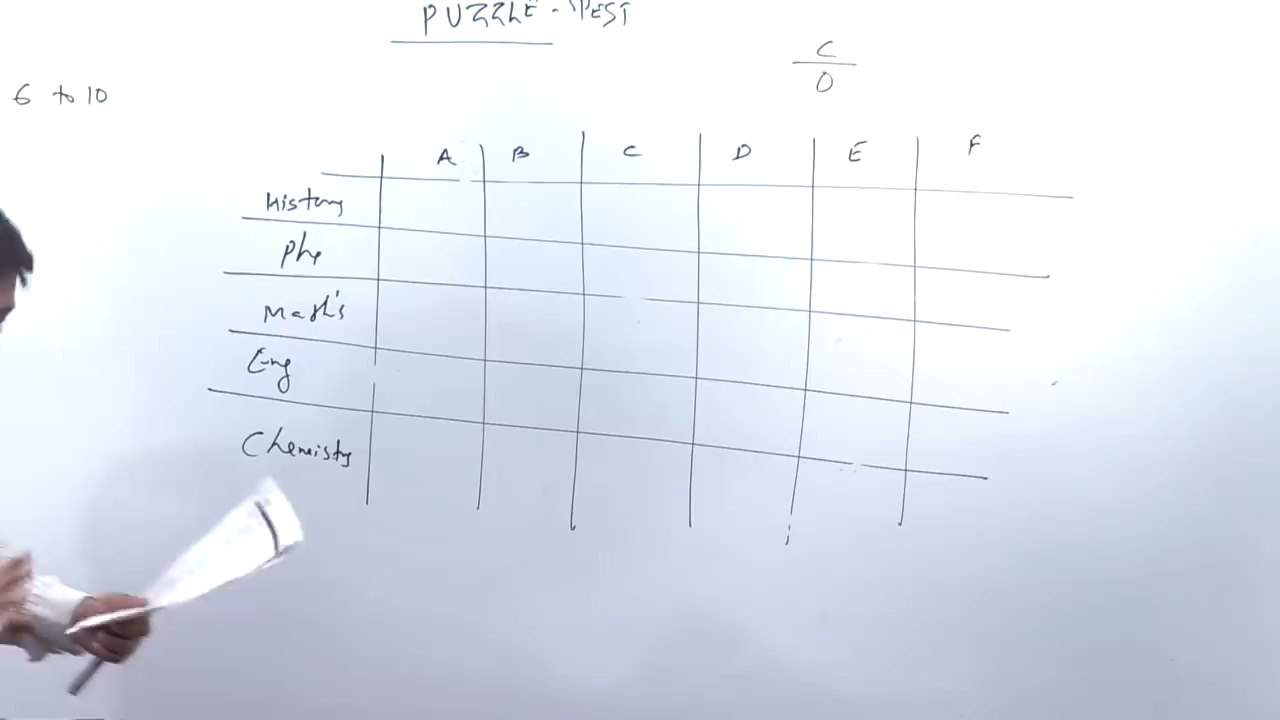 PUZZLE - TEST
C
O
6 to 10
A B C D E F
History
Phy
Math's
Eng
Chemistry